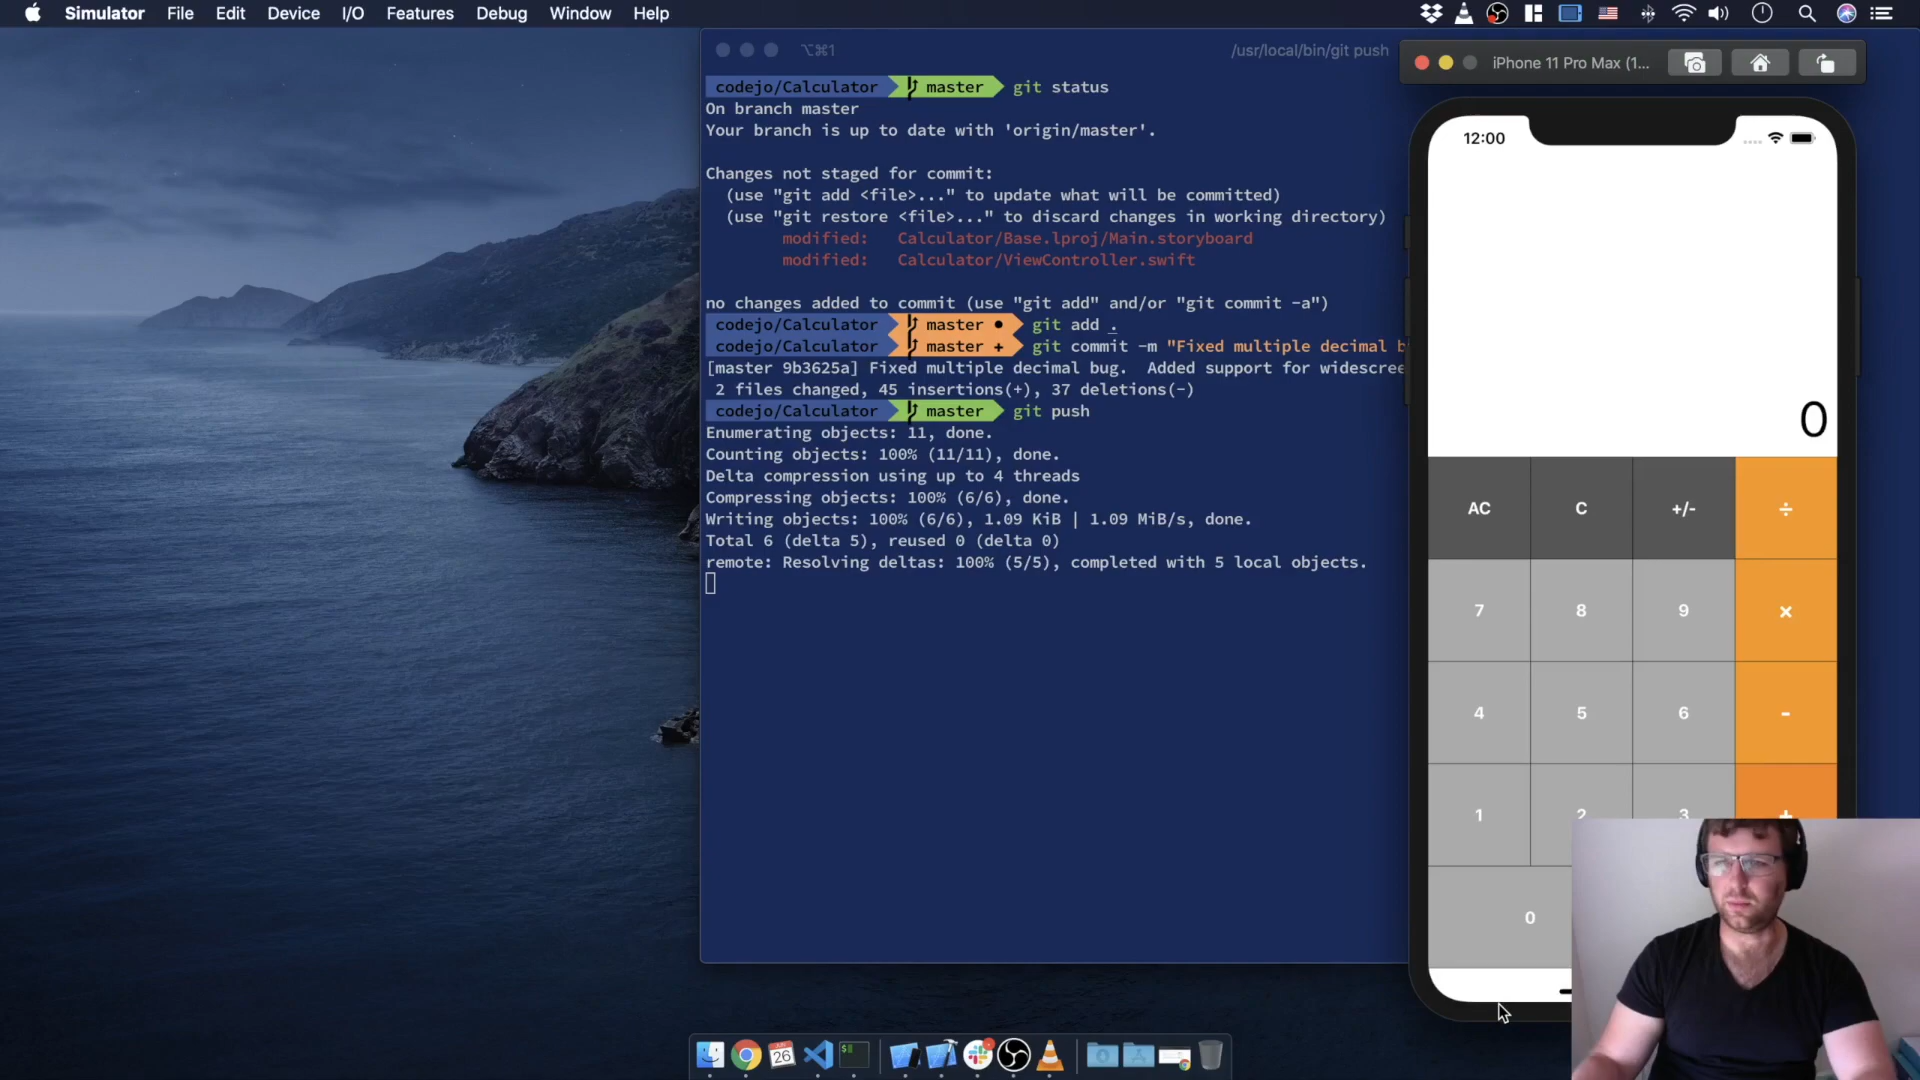 Simulator File Edit Device I/O Features Debug Window Help
⌥⌘1 /usr/local/bin/git push
iPhone 11 Pro Max (1...
codejo/Calculator master git status
On branch master
Your branch is up to date with 'origin/master'.
Changes not staged for commit:
(use "git add <file>..." to update what will be committed)
(use "git restore <file>..." to discard changes in working directory)
modified: Calculator/Base.lproj/Main.storyboard
modified: Calculator/ViewController.swift
no changes added to commit (use "git add" and/or "git commit -a")
codejo/Calculator master ● git add .
codejo/Calculator master + git commit -m "Fixed multiple decimal b
[master 9b3625a] Fixed multiple decimal bug. Added support for widescree
2 files changed, 45 insertions(+), 37 deletions(-)
codejo/Calculator master git push
Enumerating objects: 11, done.
Counting objects: 100% (11/11), done.
Delta compression using up to 4 threads
Compressing objects: 100% (6/6), done.
Writing objects: 100% (6/6), 1.09 KiB | 1.09 MiB/s, done.
Total 6 (delta 5), reused 0 (delta 0)
remote: Resolving deltas: 100% (5/5), completed with 5 local objects.
12:00
0
AC C +/- ÷
7 8 9 ×
4 5 6 -
1 2 3 +
0
26